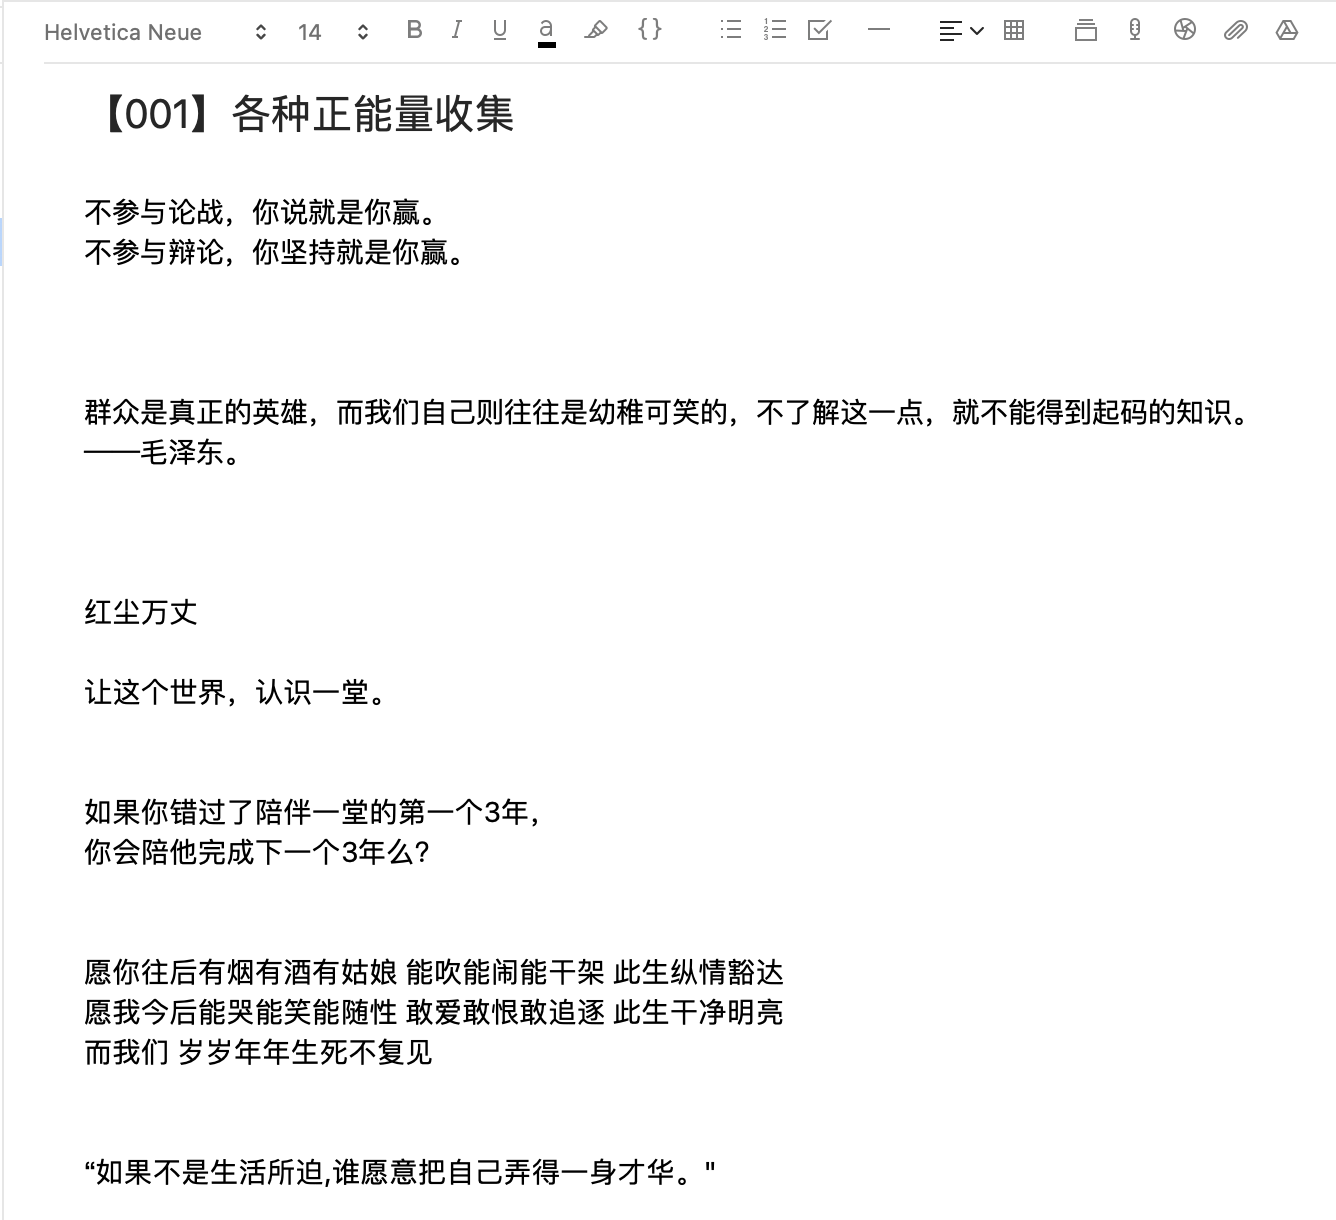 Helvetica Neue 14 B I U a {}
【001】各种正能量收集
不参与论战，你说就是你赢。
不参与辩论，你坚持就是你赢。
群众是真正的英雄，而我们自己则往往是幼稚可笑的，不了解这一点，就不能得到起码的知识。
——毛泽东。
红尘万丈
让这个世界，认识一堂。
如果你错过了陪伴一堂的第一个3年，
你会陪他完成下一个3年么？
愿你往后有烟有酒有姑娘 能吹能闹能干架 此生纵情豁达
愿我今后能哭能笑能随性 敢爱敢恨敢追逐 此生干净明亮
而我们 岁岁年年生死不复见
“如果不是生活所迫,谁愿意把自己弄得一身才华。"